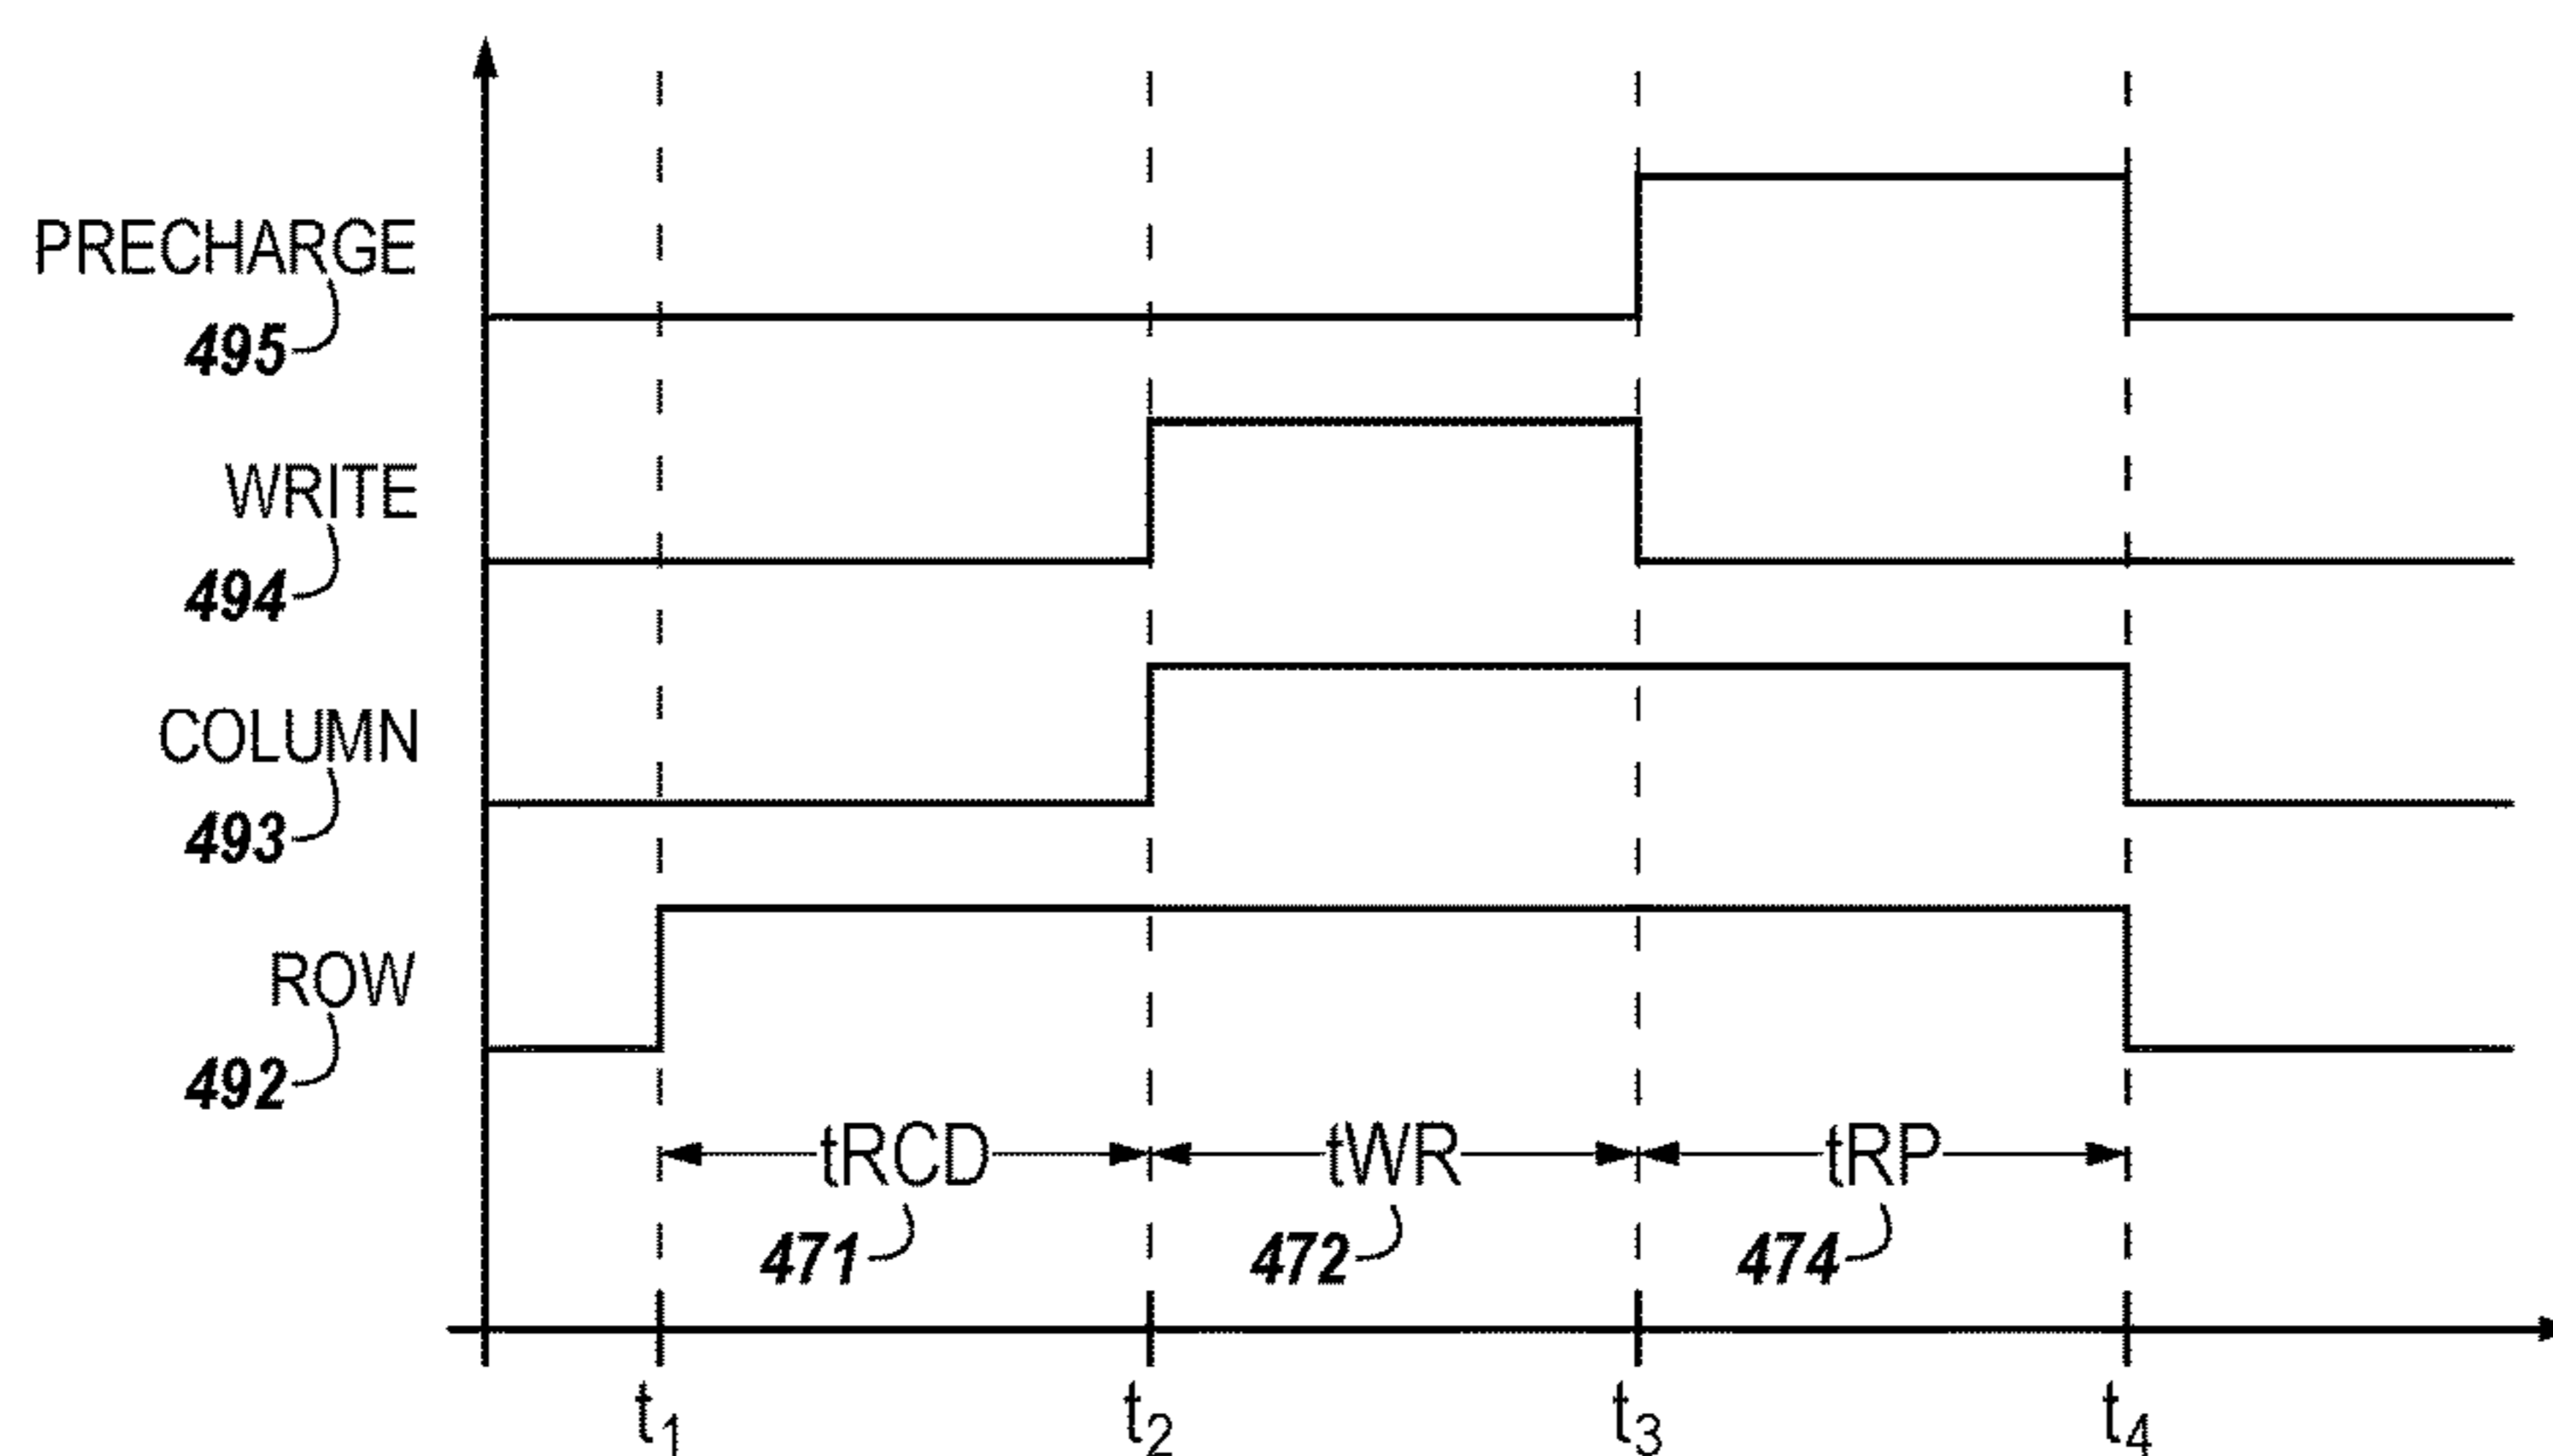 PRECHARGE
495
WRITE
494
COLUMN
493
ROW
492
tRCD tWR tRP
471 472 474
t1 t2 t3 t4